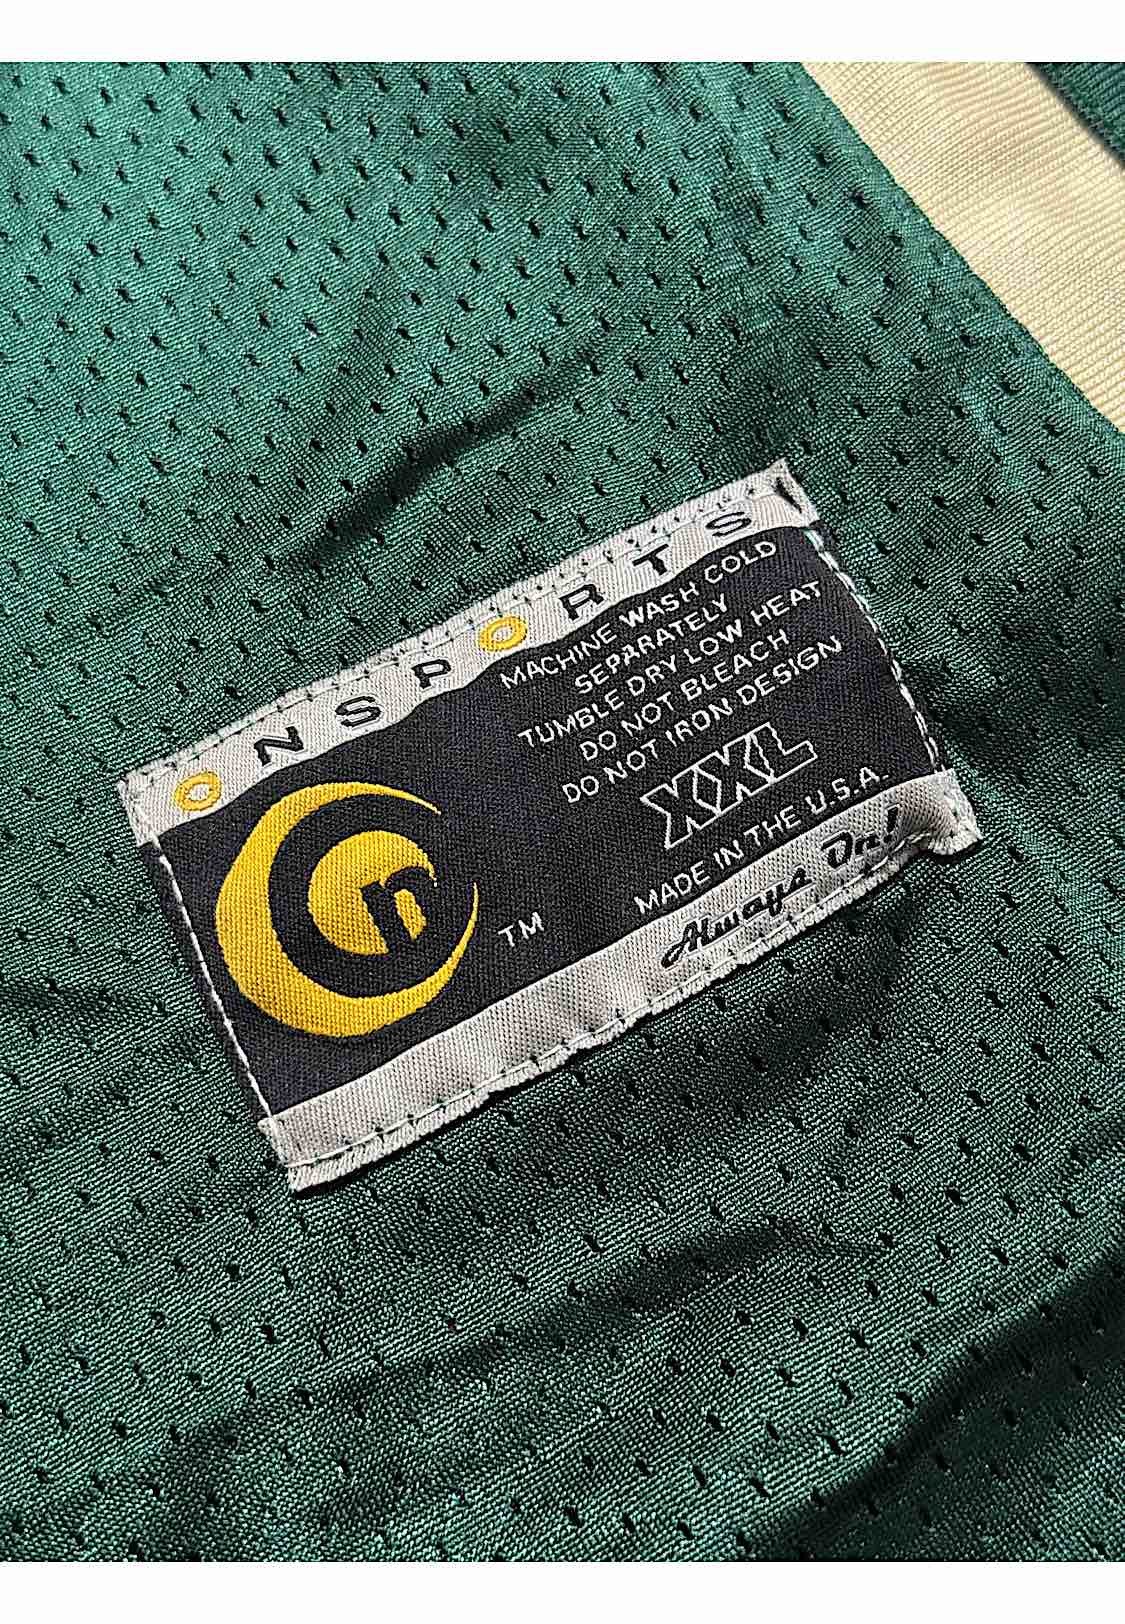 ONSPORTS
MACHINE WASH COLD
SEPARATELY
TUMBLE DRY LOW HEAT
DO NOT BLEACH
DO NOT IRON DESIGN
XXL
MADE IN THE U.S.A.
On TM
Always On!